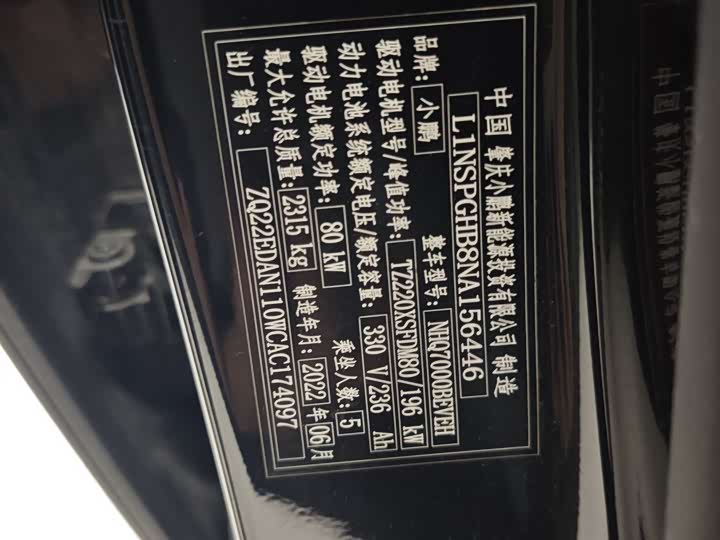 中国 肇庆小鹏新能源投资有限公司 制造
L1NSPGHB8NA156446
品牌: 小鹏 整车型号: NHQ7000BEVEH
驱动电机型号/峰值功率: TZ220XSFDM80/196 kW
动力电池系统额定电压/额定容量: 330 V/236 Ah
驱动电机额定功率: 80 kW 乘坐人数: 5
最大允许总质量: 2315 kg 制造年月: 2022 年 06 月
出厂编号: ZQ22EDAN110WCAC174097